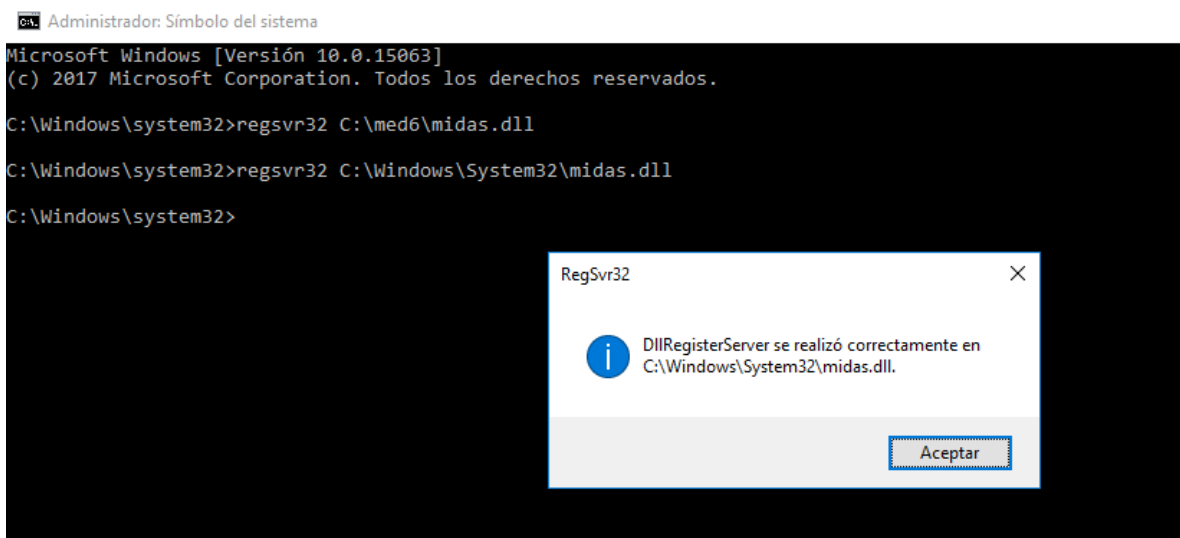 Administrador: Símbolo del sistema
Microsoft Windows [Versión 10.0.15063]
(c) 2017 Microsoft Corporation. Todos los derechos reservados.
C:\Windows\system32>regsvr32 C:\med6\midas.dll
C:\Windows\system32>regsvr32 C:\Windows\System32\midas.dll
C:\Windows\system32>
RegSvr32
DllRegisterServer se realizó correctamente en
C:\Windows\System32\midas.dll.
Aceptar